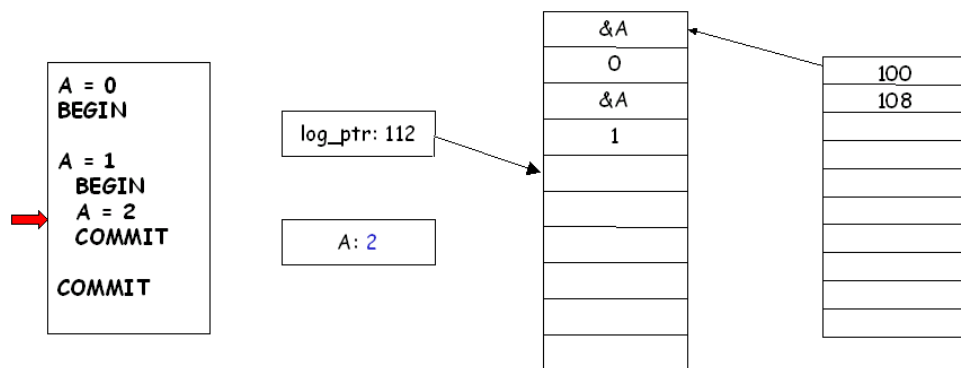 A = 0
BEGIN
A = 1
BEGIN
A = 2
COMMIT
COMMIT
log_ptr: 112
A: 2
&A
0
&A
1
100
108